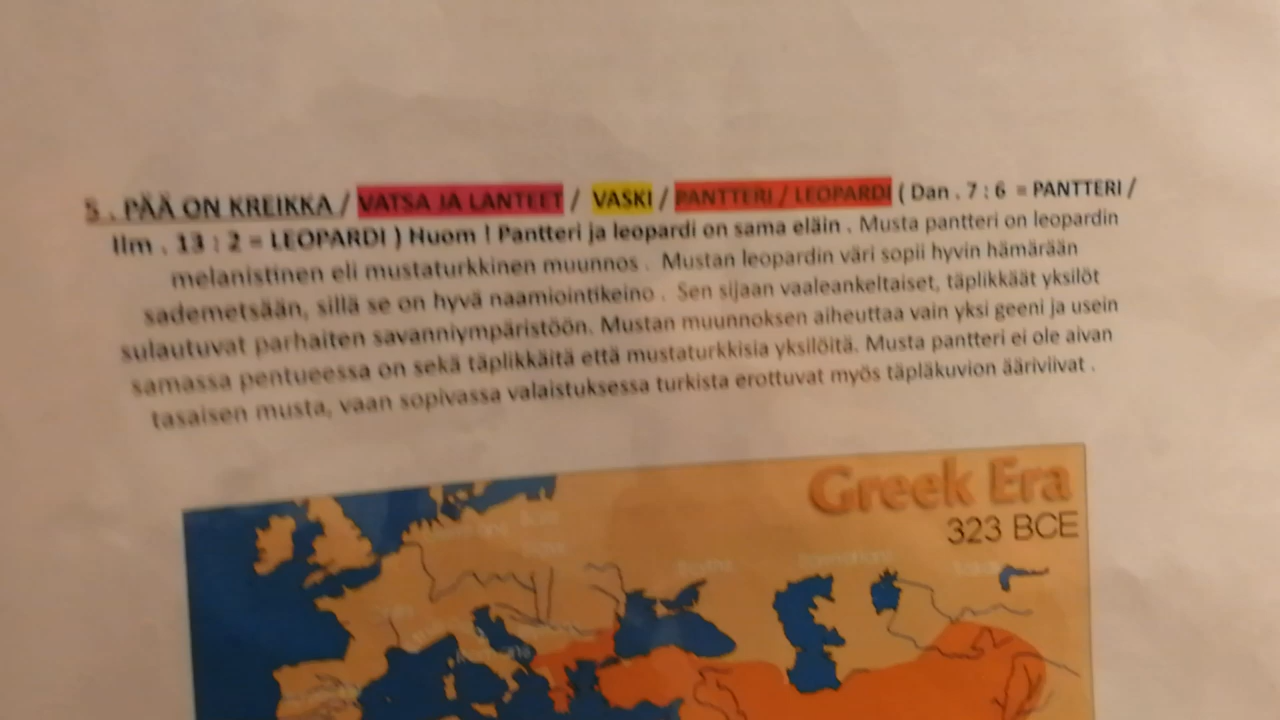 5 . PÄÄ ON KREIKKA / VATSA JA LANTEET / VASKI / PANTTERI / LEOPARDI ( Dan . 7 : 6 = PANTTERI /
Ilm . 13 : 2 = LEOPARDI ) Huom ! Pantteri ja leopardi on sama eläin . Musta pantteri on leopardin
melanistinen eli mustaturkkinen muunnos . Mustan leopardin väri sopii hyvin hämärään
sademetsään, sillä se on hyvä naamiointikeino . Sen sijaan vaaleankeltaiset, täplikkäät yksilöt
sulautuvat parhaiten savanniympäristöön. Mustan muunnoksen aiheuttaa vain yksi geeni ja usein
samassa pentueessa on sekä täplikkäitä että mustaturkkisia yksilöitä. Musta pantteri ei ole aivan
tasaisen musta, vaan sopivassa valaistuksessa turkista erottuvat myös täpläkuvion ääriviivat .
Greek Era
323 BCE